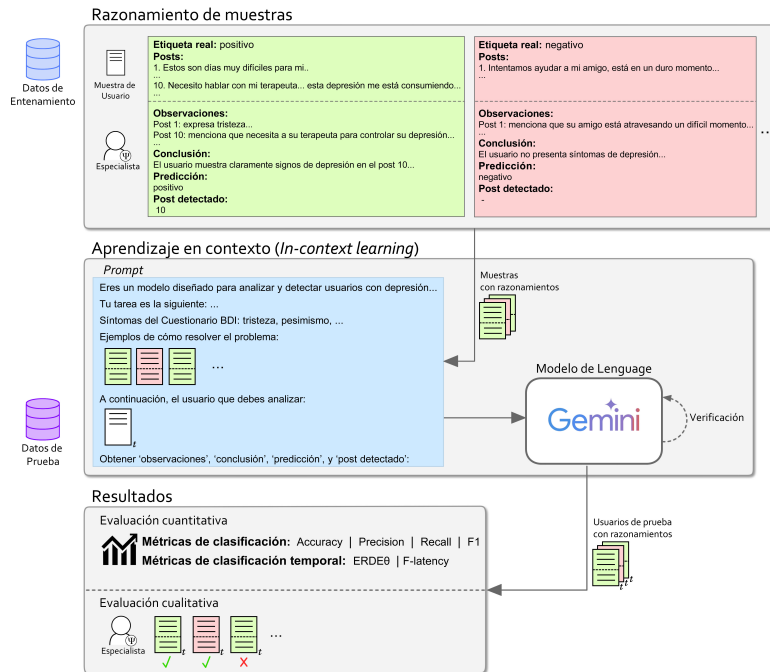 Razonamiento de muestras
Datos de
Entenamiento
Muestra de
Usuario
Etiqueta real: positivo
Posts:
1. Estos son días muy difíciles para mi..
...
10. Necesito hablar con mi terapeuta... esta depresión me está consumiendo...
...
Especialista
Ψ
Observaciones:
Post 1: expresa tristeza...
Post 10: menciona que necesita a su terapeuta para controlar su depresión...
...
Conclusión:
El usuario muestra claramente signos de depresión en el post 10...
Predicción:
positivo
Post detectado:
10
Etiqueta real: negativo
Posts:
1. Intentamos ayudar a mi amigo, está en un duro momento...
...
Observaciones:
Post 1: menciona que su amigo está atravesando un difícil momento...
...
Conclusión:
El usuario no presenta síntomas de depresión...
Predicción:
negativo
Post detectado:
-
...
Aprendizaje en contexto (In-context learning)
Prompt
Eres un modelo diseñado para analizar y detectar usuarios con depresión...
Tu tarea es la siguiente: ...
Síntomas del Cuestionario BDI: tristeza, pesimismo, ...
Ejemplos de cómo resolver el problema:
...
A continuación, el usuario que debes analizar:
t
Obtener ‘observaciones’, ‘conclusión’, ‘predicción’, y ‘post detectado’:
Muestras
con razonamientos
Datos de
Prueba
Modelo de Lenguage
Gemini
Verificación
Resultados
Evaluación cuantitativa
Métricas de clasificación: Accuracy | Precision | Recall | F1
Métricas de clasificación temporal: ERDEθ | F-latency
Usuarios de prueba
con razonamientos
t t t
Evaluación cualitativa
Ψ
Especialista
t t t ...